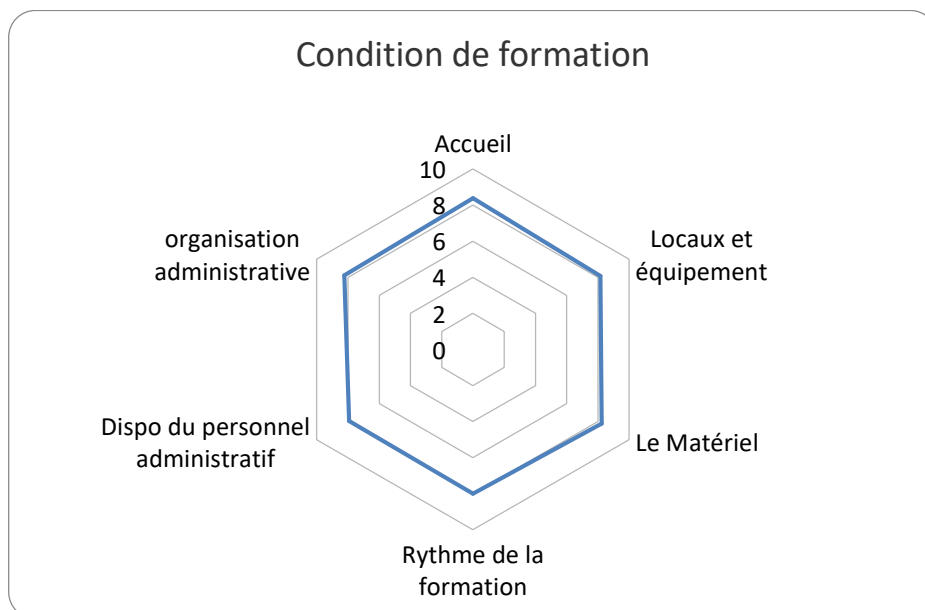 Condition de formation
Accueil
10
8
6
4
2
0
Locaux et
équipement
Le Matériel
Rythme de la
formation
Dispo du personnel
administratif
organisation
administrative